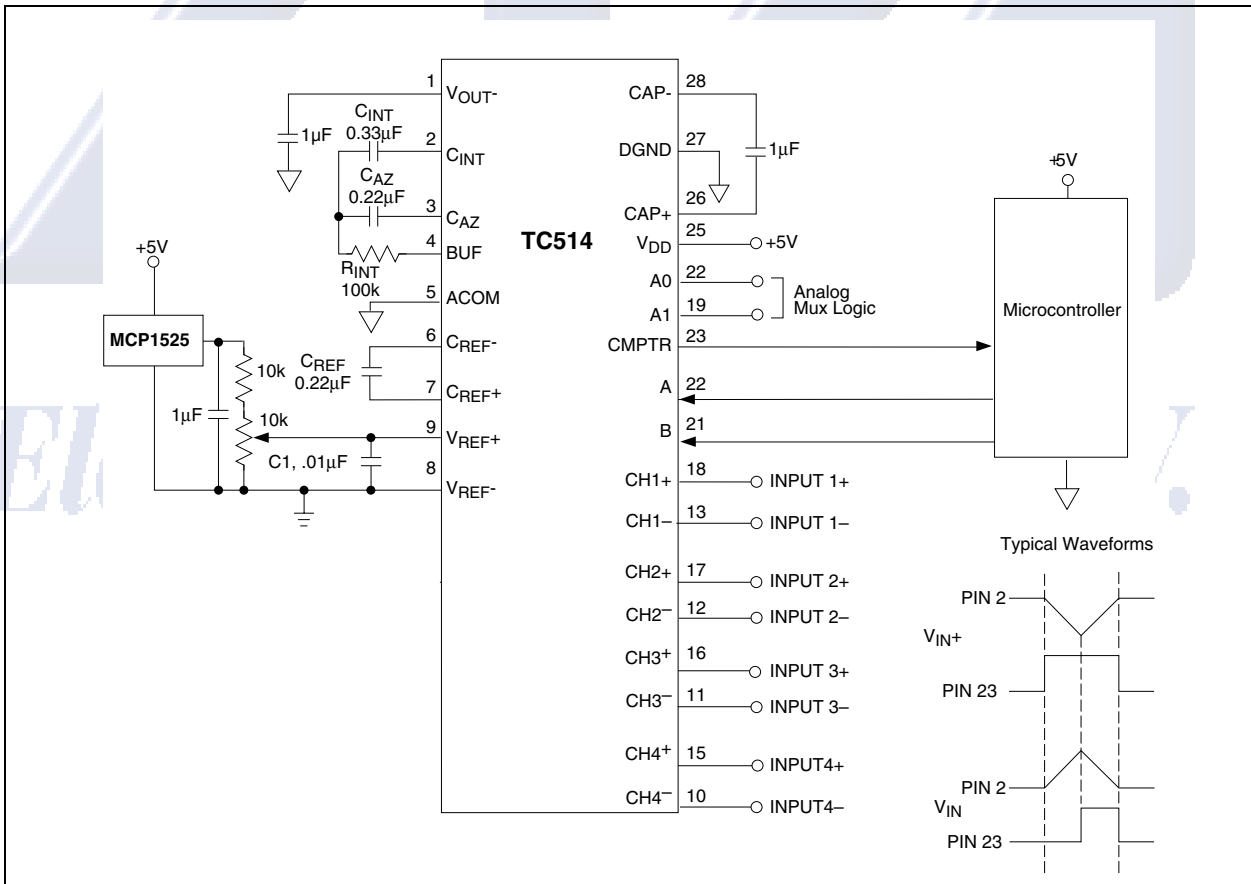 TC514
1
VOUT-
1µF
CINT
0.33µF
2
CINT
CAZ
0.22µF
3
CAZ
4
BUF
RINT
100k
5
ACOM
6
CREF-
CREF
0.22µF
7
CREF+
9
VREF+
8
VREF-
+5V
MCP1525
10k
10k
1µF
C1, .01µF
CAP-
28
DGND
27
1µF
CAP+
26
VDD
25
+5V
A0
22
A1
19
Analog
Mux Logic
CMPTR
23
A
22
B
21
+5V
Microcontroller
CH1+
18
INPUT 1+
CH1–
13
INPUT 1–
CH2+
17
INPUT 2+
CH2–
12
INPUT 2–
CH3+
16
INPUT 3+
CH3–
11
INPUT 3–
CH4+
15
INPUT4+
CH4–
10
INPUT4–
Typical Waveforms
PIN 2
VIN+
PIN 23
PIN 2
VIN
PIN 23